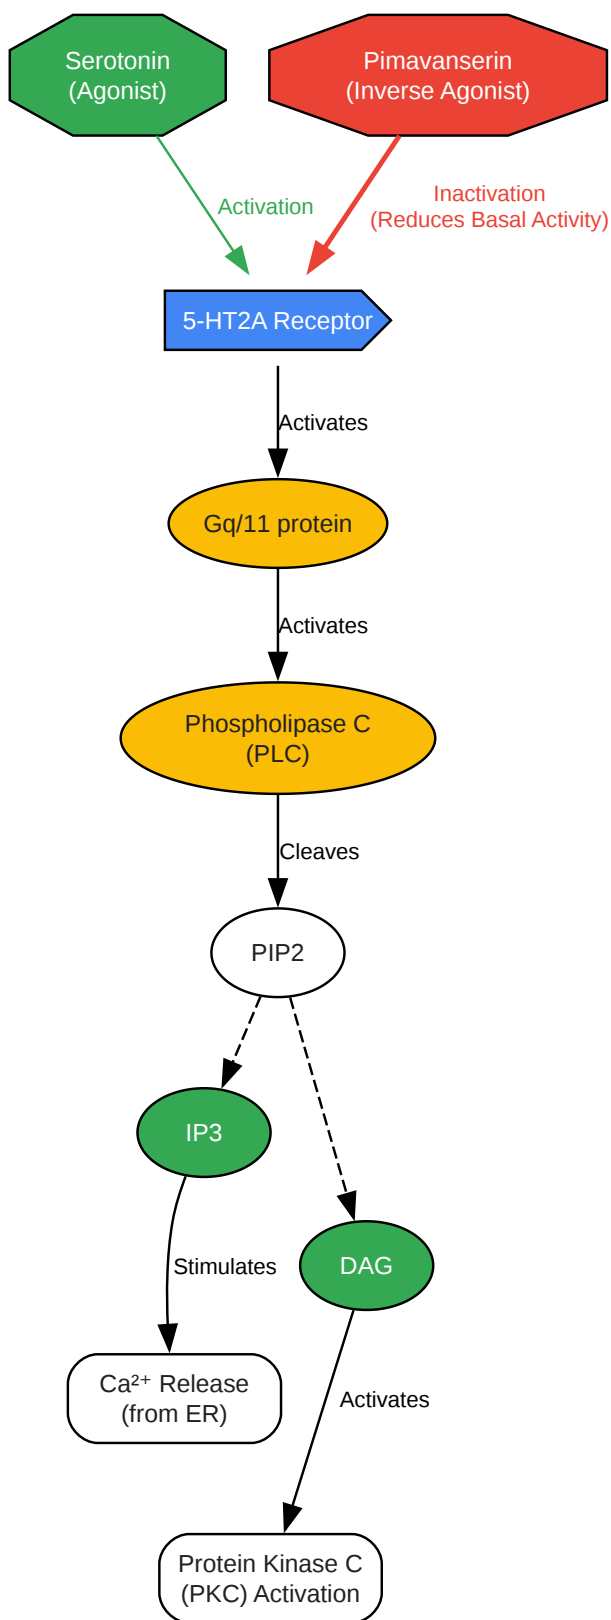 Serotonin
(Agonist)
Pimavanserin
(Inverse Agonist)
Activation
Inactivation
(Reduces Basal Activity)
5-HT2A Receptor
Activates
Gq/11 protein
Activates
Phospholipase C
(PLC)
Cleaves
PIP2
IP3
Stimulates
DAG
Ca²⁺ Release
(from ER)
Activates
Protein Kinase C
(PKC) Activation